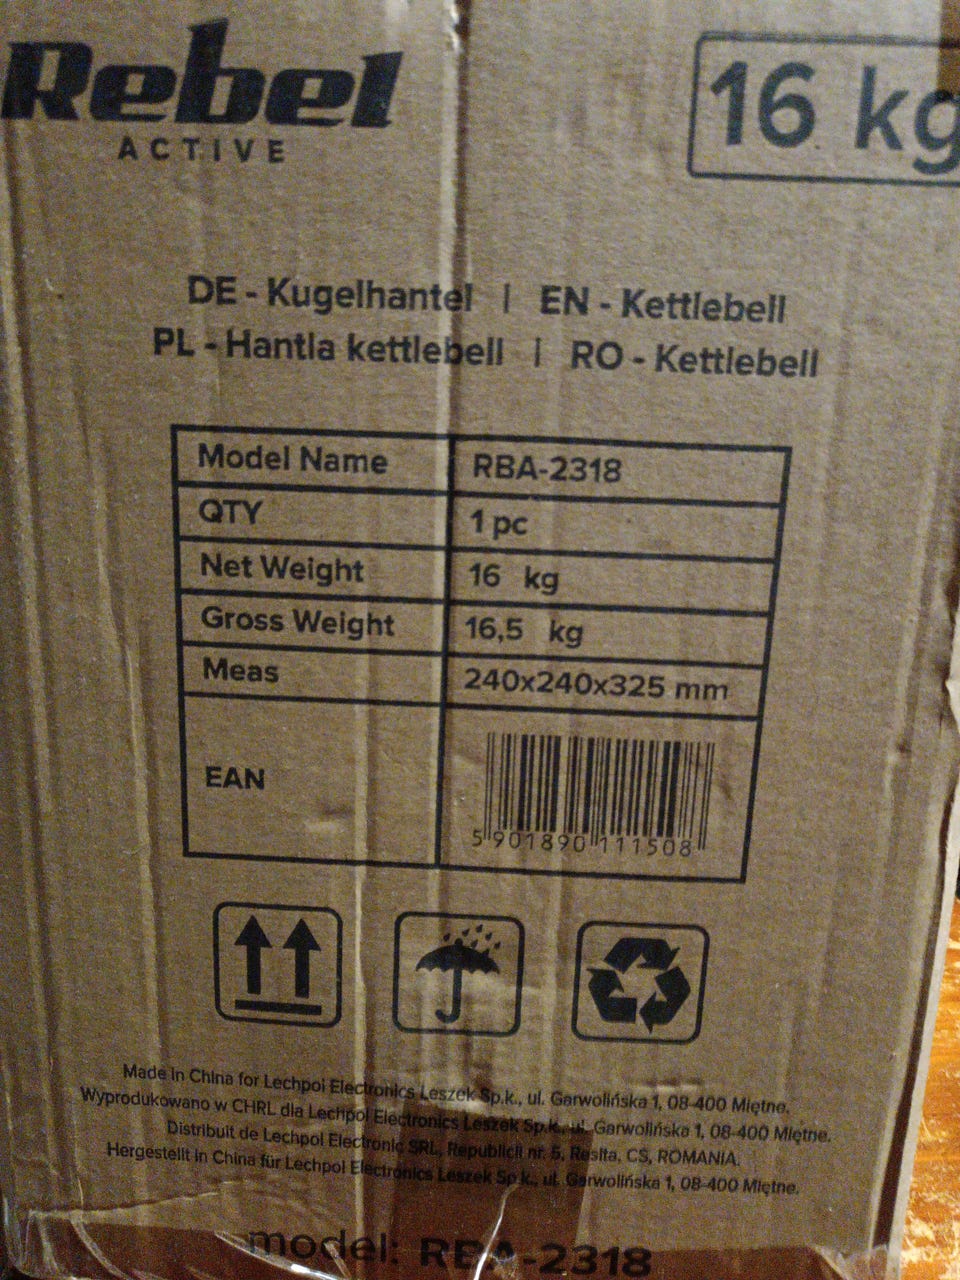 Rebel
ACTIVE
16 kg
DE - Kugelhantel | EN - Kettlebell
PL - Hantla kettlebell | RO - Kettlebell
Model Name RBA-2318
QTY 1 pc
Net Weight 16 kg
Gross Weight 16,5 kg
Meas 240x240x325 mm
EAN
5 901890 111508
Made in China for Lechpol Electronics Leszek Sp.k., ul. Garwolińska 1, 08-400 Miętne.
Wyprodukowano w CHRL dla Lechpol Electronics Leszek Sp.k., ul. Garwolińska 1, 08-400 Miętne.
Distribuit de Lechpol Electronic SRL, Republicii nr. 5, Resita, CS, ROMANIA.
Hergestellt in China für Lechpol Electronics Leszek Sp.k., ul. Garwolińska 1, 08-400 Miętne.
model: RBA-2318